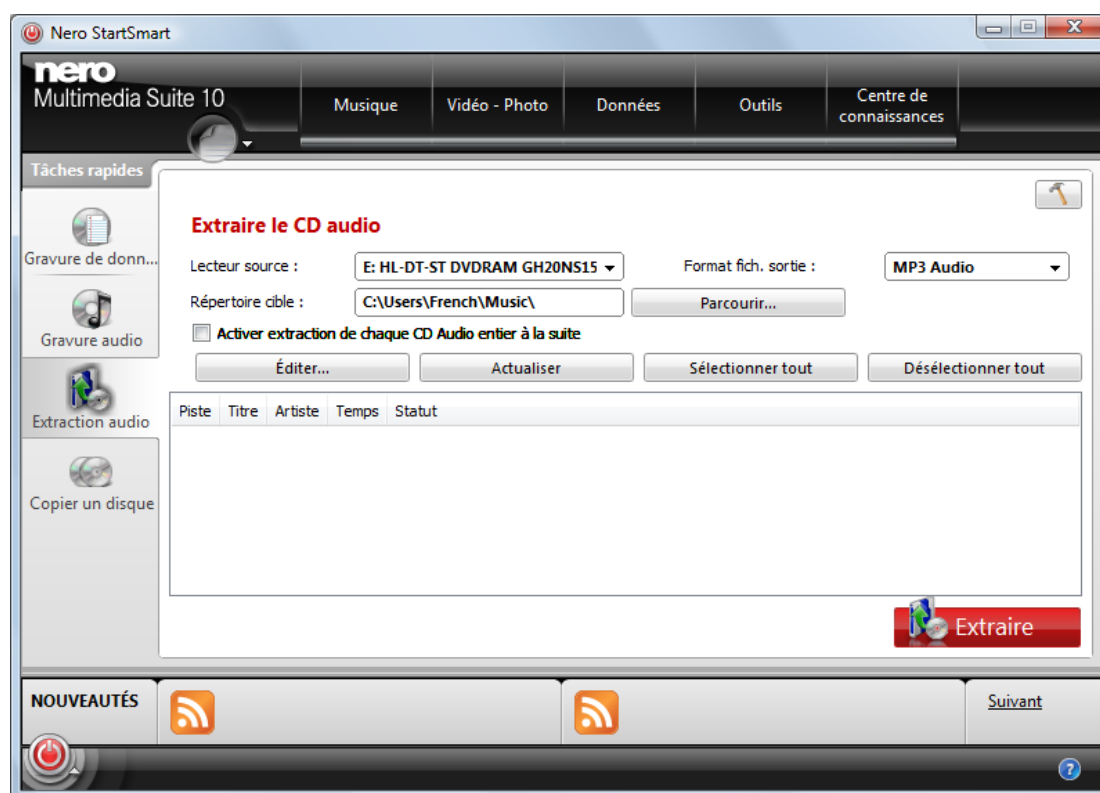 Nero StartSmart
nero
Multimedia Suite 10
Musique
Vidéo - Photo
Données
Outils
Centre de
connaissances
Tâches rapides
Gravure de donn...
Gravure audio
Extraction audio
Copier un disque
Extraire le CD audio
Lecteur source :
E: HL-DT-ST DVDRAM GH20NS15
Format fich. sortie :
MP3 Audio
Répertoire cible :
C:\Users\French\Music\
Parcourir...
Activer extraction de chaque CD Audio entier à la suite
Éditer...
Actualiser
Sélectionner tout
Désélectionner tout
Piste Titre Artiste Temps Statut
Extraire
NOUVEAUTÉS
Suivant
?